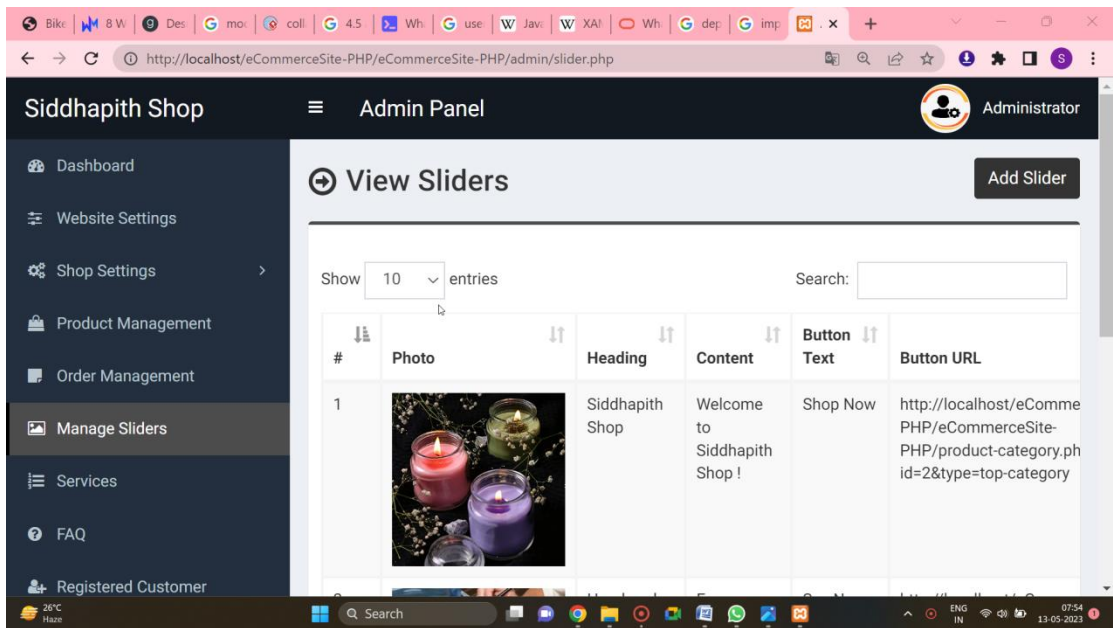 Bike
8 W
Des
mod
coll
4.5
Wh
use
Java
XAM
Wh
dep
imp
http://localhost/eCommerceSite-PHP/eCommerceSite-PHP/admin/slider.php
S
Siddhapith Shop
Admin Panel
Administrator
Dashboard
Website Settings
Shop Settings
Product Management
Order Management
Manage Sliders
Services
FAQ
Registered Customer
View Sliders
Add Slider
Show 10 entries
Search:
# Photo Heading Content Button Text Button URL
1
Siddhapith
Shop
Welcome
to
Siddhapith
Shop !
Shop Now
http://localhost/eComme
PHP/eCommerceSite-
PHP/product-category.ph
id=2&type=top-category
26°C
Haze
Search
ENG
IN
07:54
13-05-2023
1